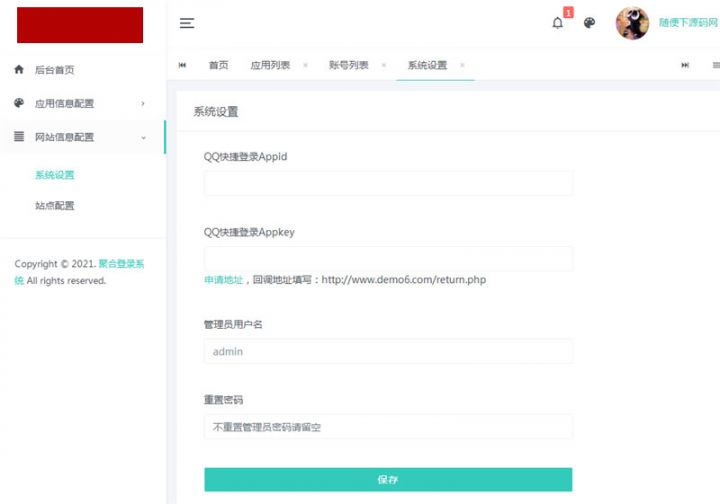 1
随便下源码网
后台首页
应用信息配置
网站信息配置
系统设置
站点配置
Copyright © 2021. 聚合登录系
统 All rights reserved.
首页 应用列表 × 账号列表 × 系统设置 ×
系统设置
QQ快捷登录Appid
QQ快捷登录Appkey
申请地址，回调地址填写：http://www.demo6.com/return.php
管理员用户名
admin
重置密码
不重置管理员密码请留空
保存